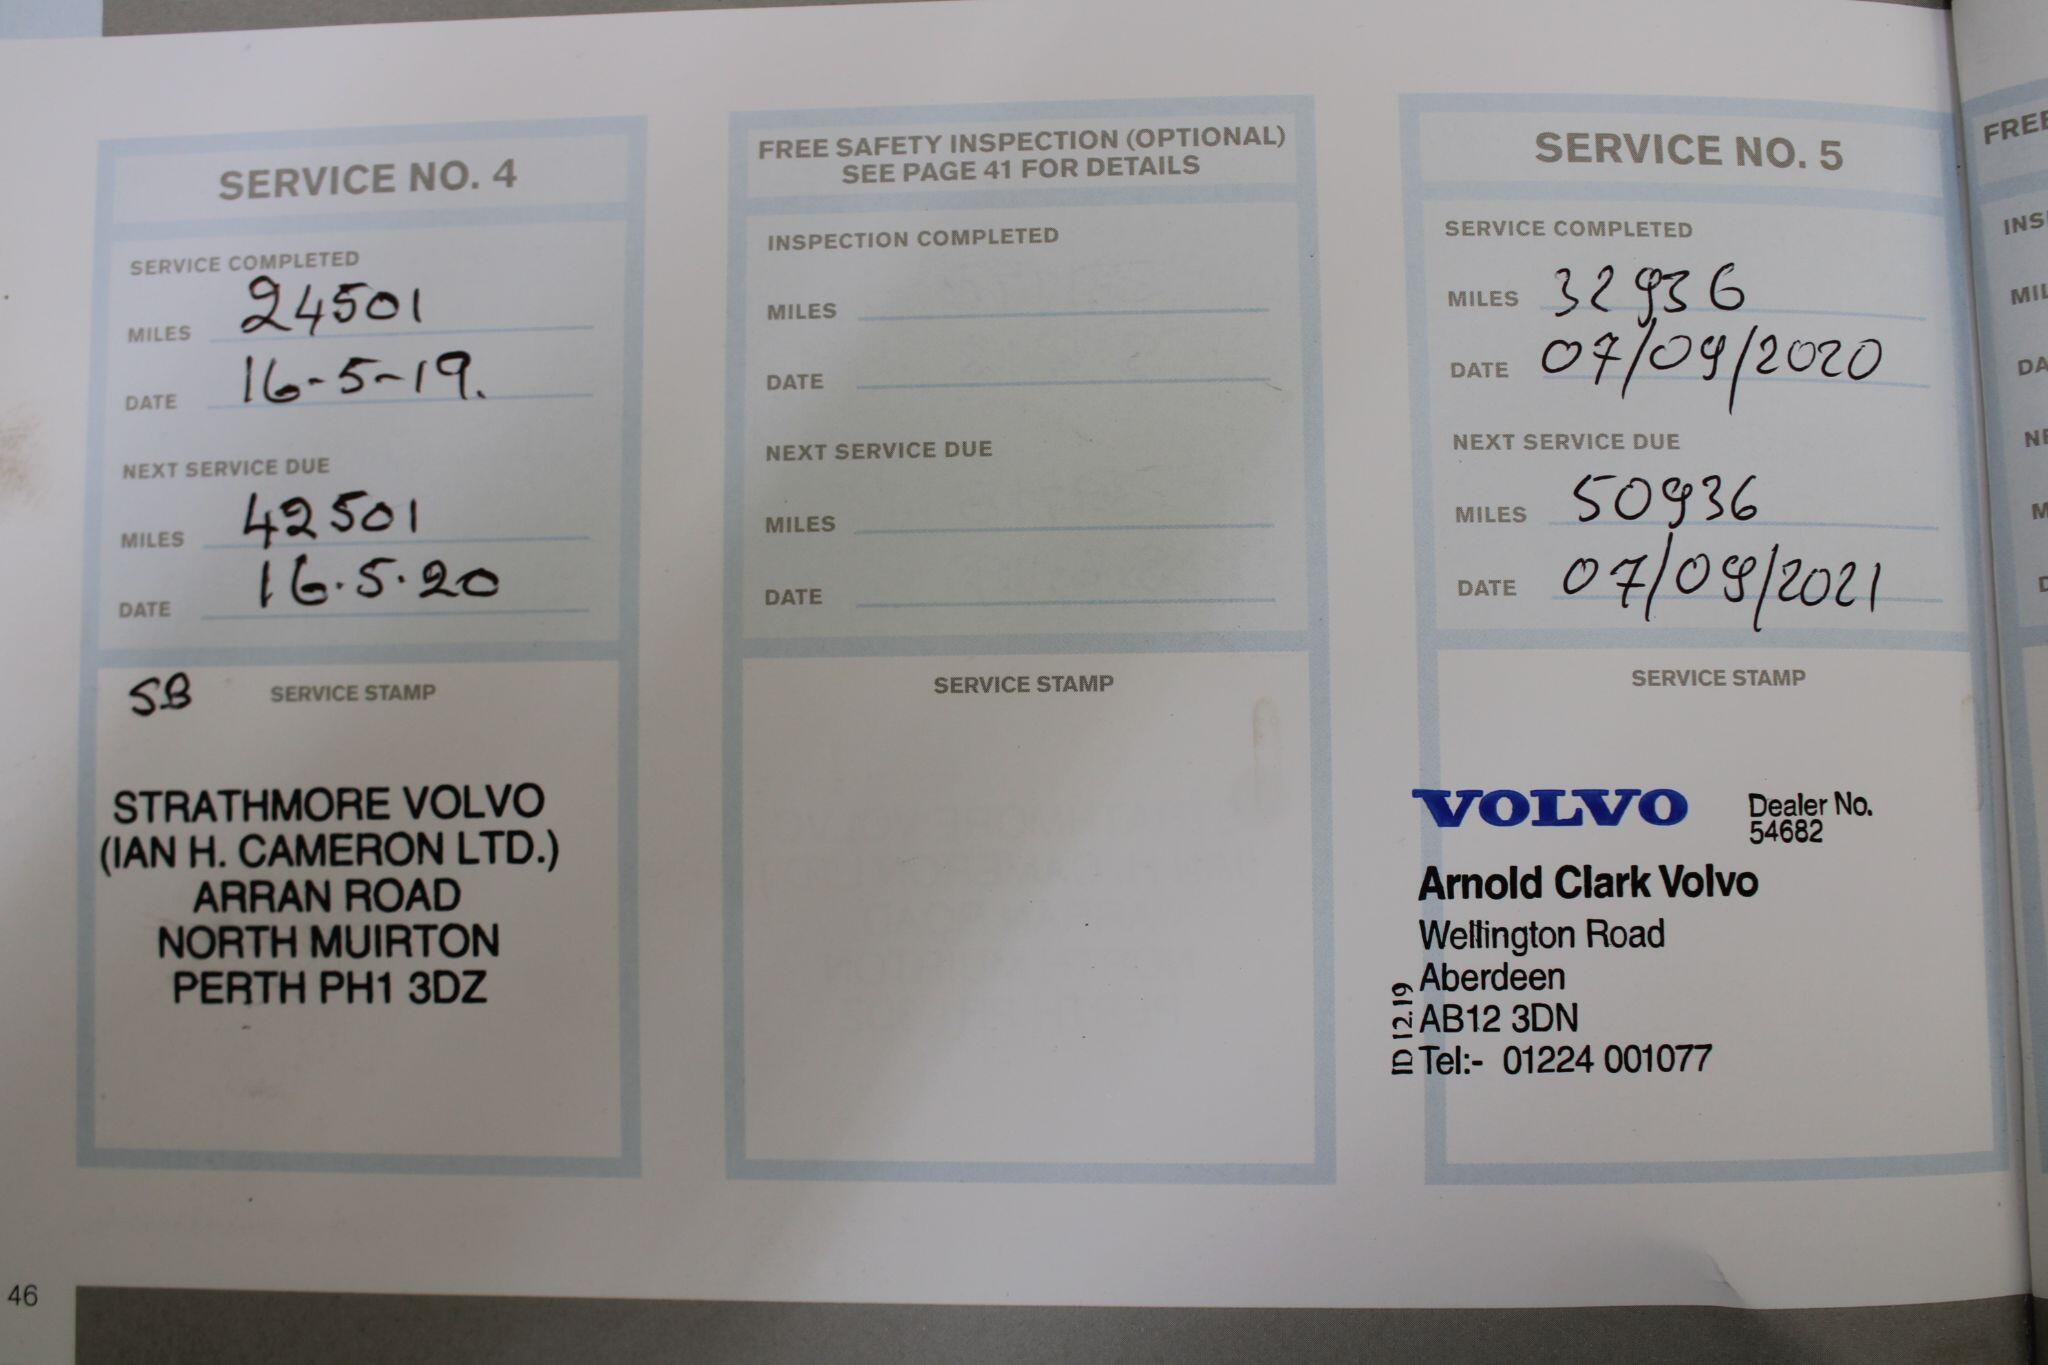 SERVICE NO. 4
SERVICE COMPLETED
MILES 24501
DATE 16-5-19.
NEXT SERVICE DUE
MILES 42501
DATE 16.5.20
SB SERVICE STAMP
STRATHMORE VOLVO
(IAN H. CAMERON LTD.)
ARRAN ROAD
NORTH MUIRTON
PERTH PH1 3DZ
FREE SAFETY INSPECTION (OPTIONAL)
SEE PAGE 41 FOR DETAILS
INSPECTION COMPLETED
MILES
DATE
NEXT SERVICE DUE
MILES
DATE
SERVICE STAMP
SERVICE NO. 5
SERVICE COMPLETED
MILES 32936
DATE 07/09/2020
NEXT SERVICE DUE
MILES 50936
DATE 07/09/2021
SERVICE STAMP
VOLVO Dealer No.
54682
Arnold Clark Volvo
Wellington Road
Aberdeen
AB12 3DN
Tel:- 01224 001077
ID 12.19
FREE
46